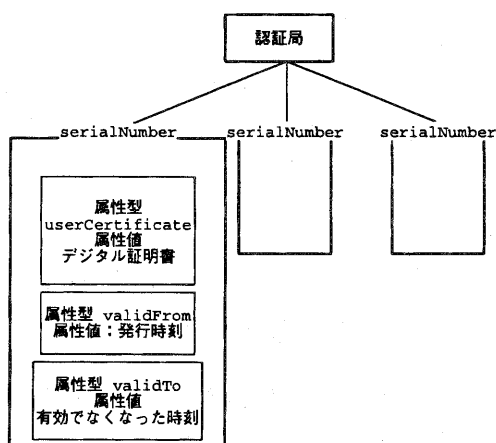 認証局
serialNumber serialNumber serialNumber
属性型
userCertificate
属性値
デジタル証明書
属性型 validFrom
属性値：発行時刻
属性型 validTo
属性値
有効でなくなった時刻